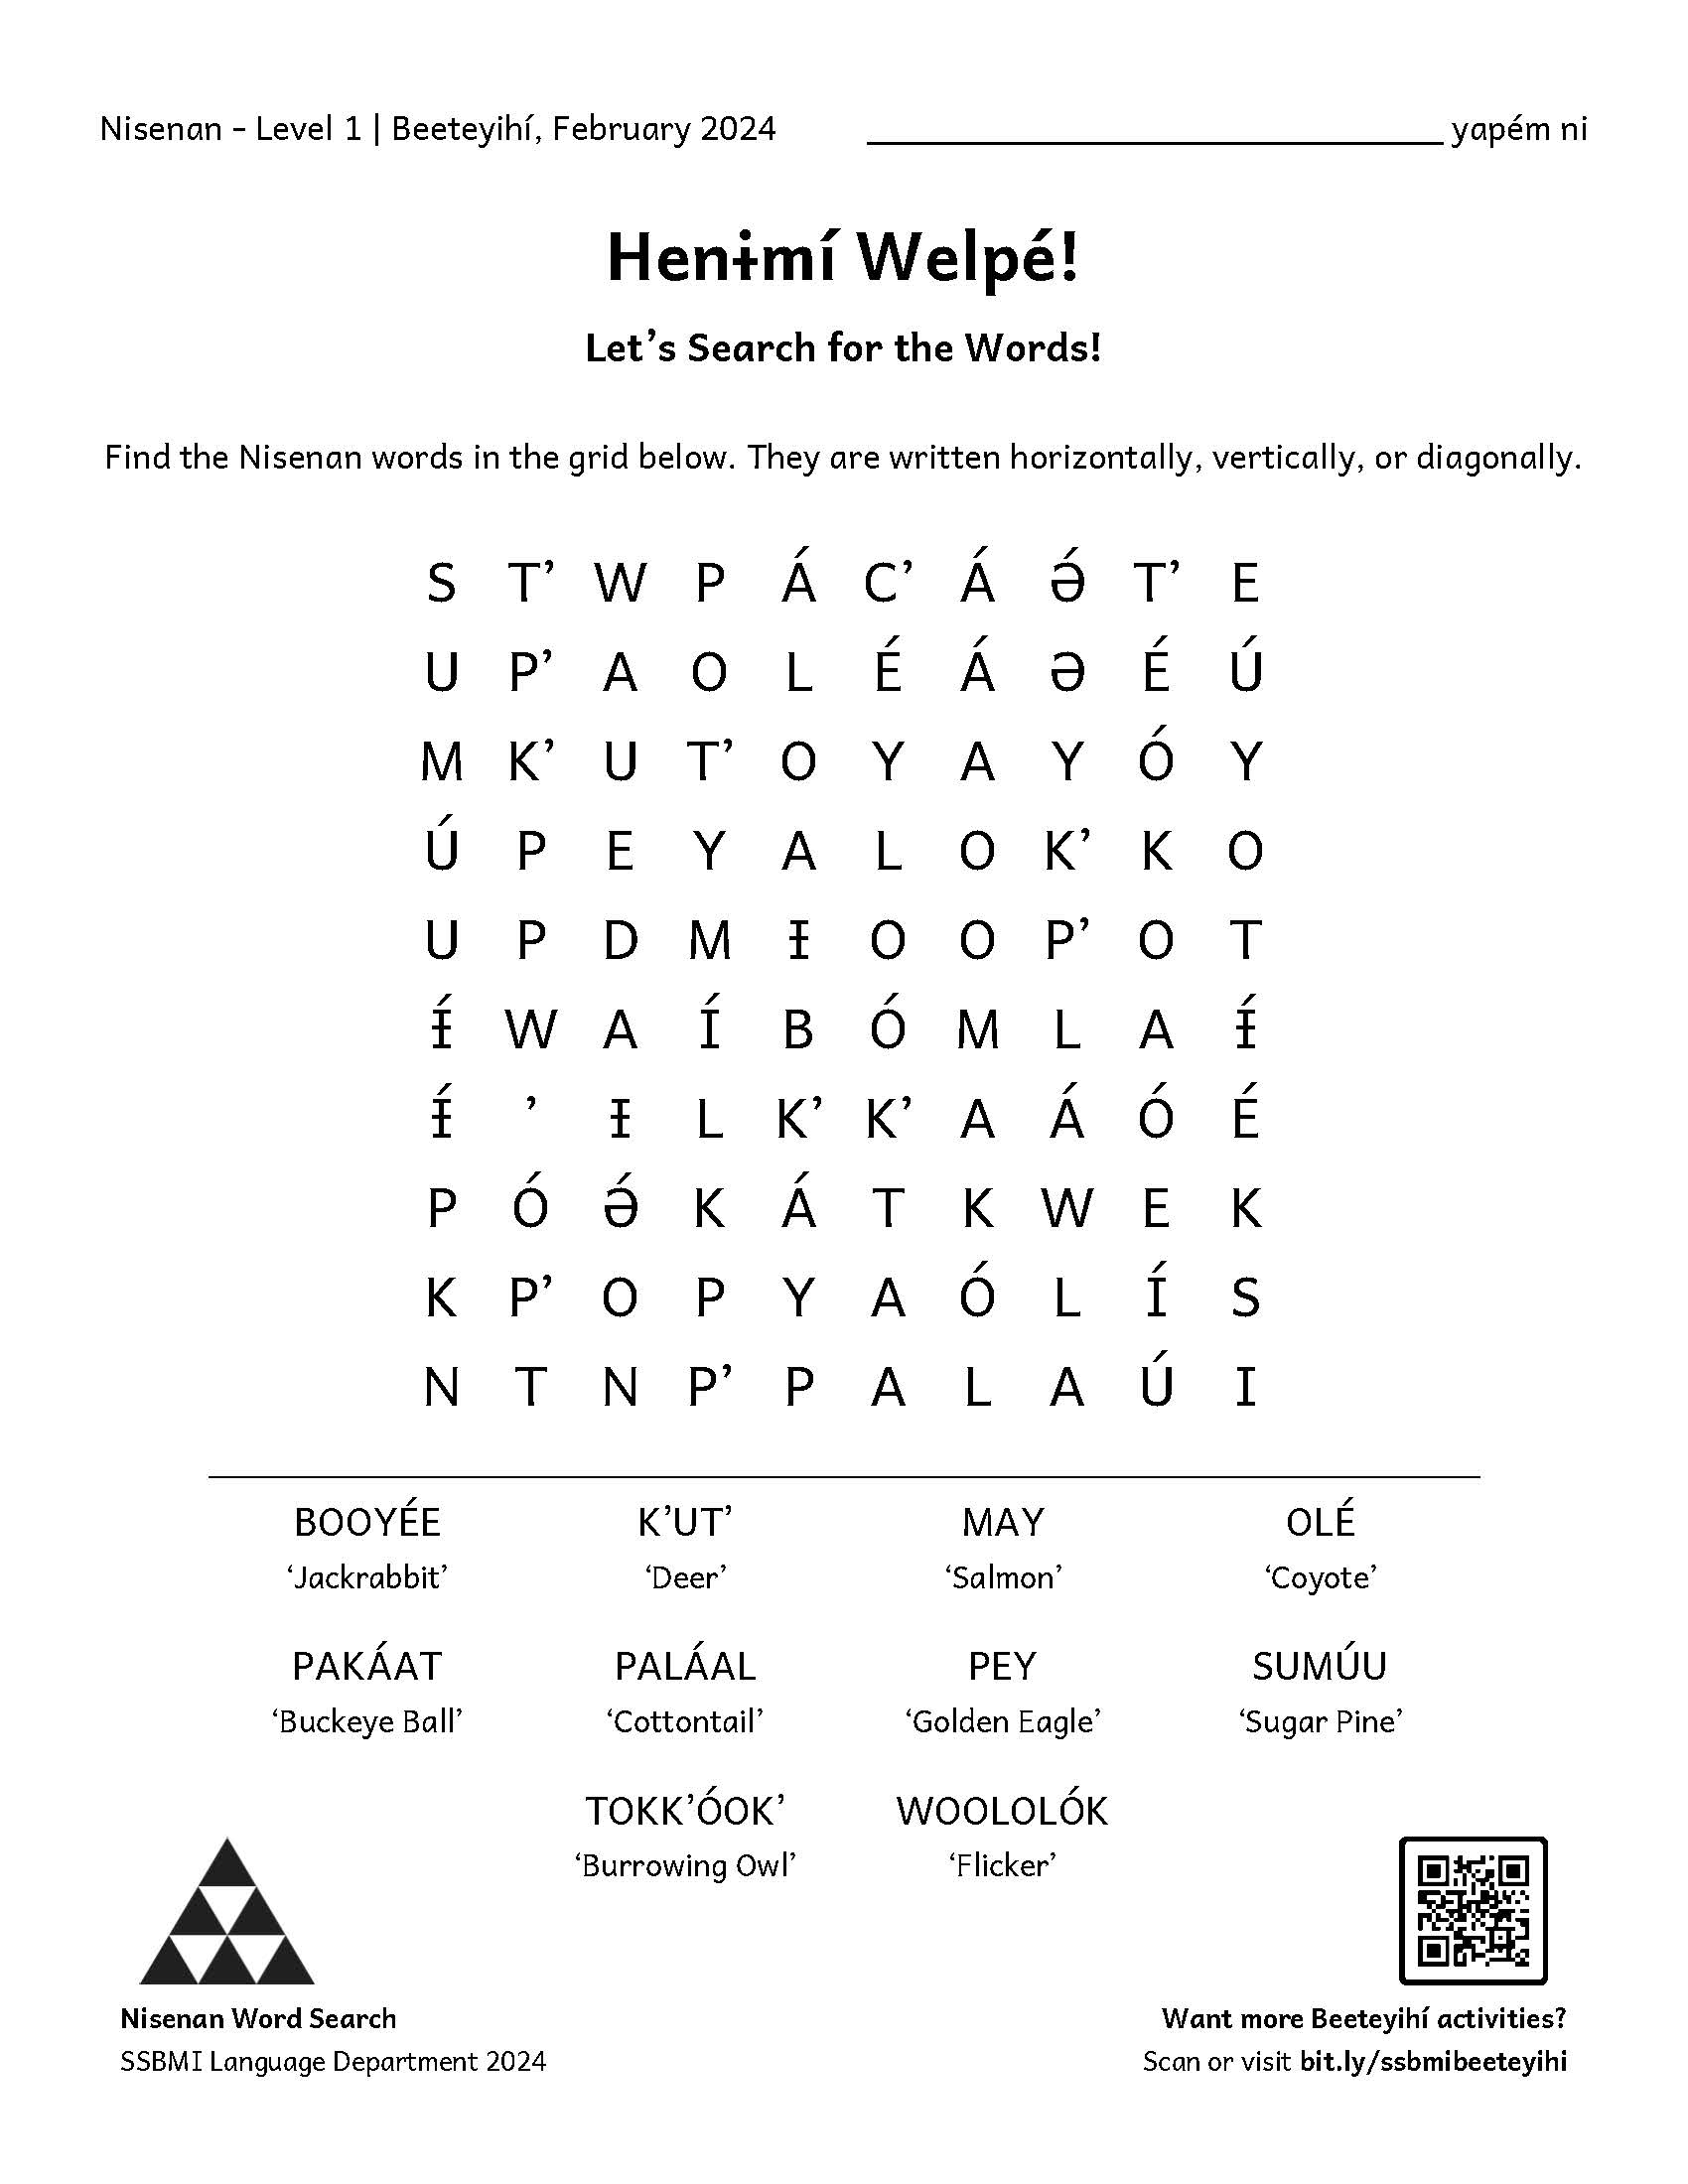 Nisenan – Level 1 | Beeteyihí, February 2024 yapém ni
Henɨmí Welpé!
Let’s Search for the Words!
Find the Nisenan words in the grid below. They are written horizontally, vertically, or diagonally.
S T’ W P Á C’ Á Ə́ T’ E
U P’ A O L É Á Ə É Ú
M K’ U T’ O Y A Y Ó Y
Ú P E Y A L O K’ K O
U P D M Ɨ O O P’ O T
Ɨ́ W A Í B Ó M L A Ɨ́
Ɨ́ ’ Ɨ L K’ K’ A Á Ó É
P Ó Ə́ K Á T K W E K
K P’ O P Y A Ó L Í S
N T N P’ P A L A Ú I
BOOYÉE K’UT’ MAY OLÉ
‘Jackrabbit’ ‘Deer’ ‘Salmon’ ‘Coyote’
PAKÁAT PALÁAL PEY SUMÚU
‘Buckeye Ball’ ‘Cottontail’ ‘Golden Eagle’ ‘Sugar Pine’
TOKK’ÓOK’ WOOLOLÓK
‘Burrowing Owl’ ‘Flicker’
Nisenan Word Search
SSBMI Language Department 2024
Want more Beeteyihí activities?
Scan or visit bit.ly/ssbmibeeteyihi